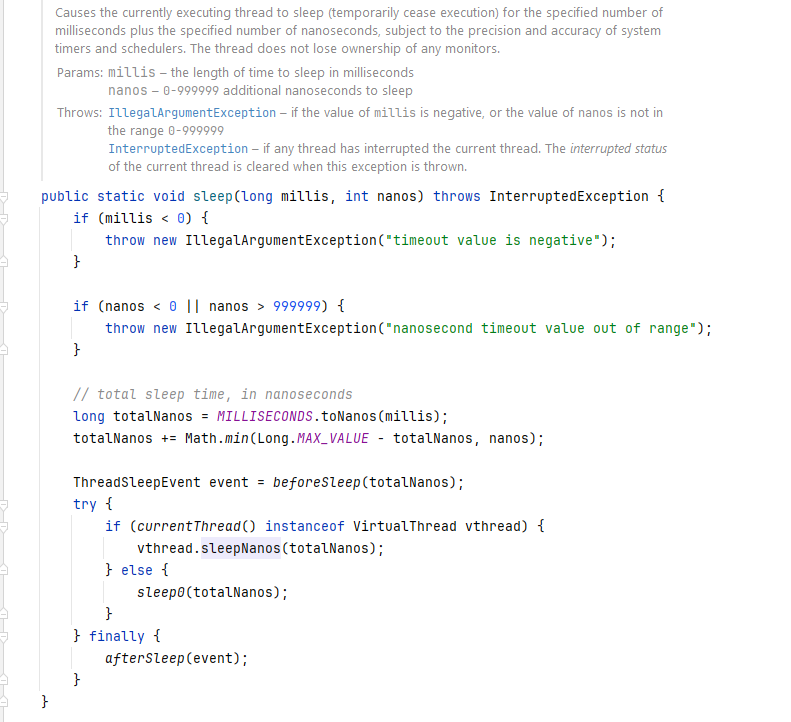 Causes the currently executing thread to sleep (temporarily cease execution) for the specified number of
milliseconds plus the specified number of nanoseconds, subject to the precision and accuracy of system
timers and schedulers. The thread does not lose ownership of any monitors.
Params: millis – the length of time to sleep in milliseconds
nanos – 0-999999 additional nanoseconds to sleep
Throws: IllegalArgumentException – if the value of millis is negative, or the value of nanos is not in
the range 0-999999
InterruptedException – if any thread has interrupted the current thread. The interrupted status
of the current thread is cleared when this exception is thrown.
public static void sleep(long millis, int nanos) throws InterruptedException {
    if (millis < 0) {
        throw new IllegalArgumentException("timeout value is negative");
    }

    if (nanos < 0 || nanos > 999999) {
        throw new IllegalArgumentException("nanosecond timeout value out of range");
    }

    // total sleep time, in nanoseconds
    long totalNanos = MILLISECONDS.toNanos(millis);
    totalNanos += Math.min(Long.MAX_VALUE - totalNanos, nanos);

    ThreadSleepEvent event = beforeSleep(totalNanos);
    try {
        if (currentThread() instanceof VirtualThread vthread) {
            vthread.sleepNanos(totalNanos);
        } else {
            sleep0(totalNanos);
        }
    } finally {
        afterSleep(event);
    }
}